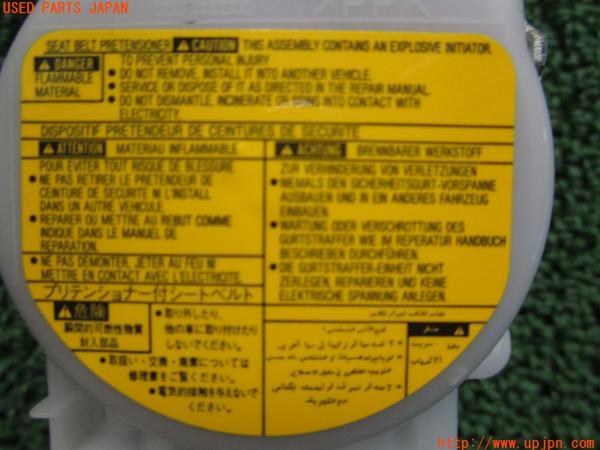 USED PARTS JAPAN
SEAT BELT PRETENSIONER ⚠CAUTION THIS ASSEMBLY CONTAINS AN EXPLOSIVE INITIATOR.
⚠DANGER
FLAMMABLE
MATERIAL
TO PREVENT PERSONAL INJURY
● DO NOT REMOVE, INSTALL IT INTO ANOTHER VEHICLE.
● SERVICE OR DISPOSE OF IT AS DIRECTED IN THE REPAIR MANUAL.
● DO NOT DISMANTLE, INCINERATE OR BRING INTO CONTACT WITH
ELECTRICITY.
DISPOSITIF PRETENDEUR DE CEINTURES DE SECURITE
⚠ATTENTION MATERIAU INFLAMMABLE
POUR EVITER TOUT RISQUE DE BLESSURE
● NE PAS RETIRER LE PRETENDEUR DE
CEINTURE DE SECURITE NI L'INSTALL
DANS UN AUTRE VEHICULE.
● REPARER OU METTRE AU REBUT COMME
INDIQUE DANS LE MANUEL DE
REPARATION.
● NE PAS DEMONTER, JETER AU FEU NI
METTRE EN CONTACT AVEC L'ELECTRICITE.
⚠ACHTUNG BRENNBARER WERKSTOFF
ZUR VERHINDERUNG VON VERLETZUNGEN
● NIEMALS DEN SICHERHEITSGURT-VORSPANNE
AUSBAUEN UND IN EIN ANDERES FAHRZEUG
EINBAUEN.
● WARTUNG ODER VERSCHROTTUNG DES
GURTSTRAFFER WIE IM REPERATUR HANDBUCH
BESCHRIEBEN DURCHFÜHREN.
● DIE GURTSTRAFFER-EINHEIT NICHT
ZERLEGEN, REPARIEREN UND KEINE
ELEKTRISCHE SPANNUNG ANLEGEN.
プリテンショナー付シートベルト
⚠危険
瞬間的可燃性物質
封入部品
●取り外したり、
他の車に取り付けたり
しないでください。
●取扱い・交換・廃棄については
修理書をご覧ください。
●電気的接触を与えないで
ください。
http://www.upjpn.com/